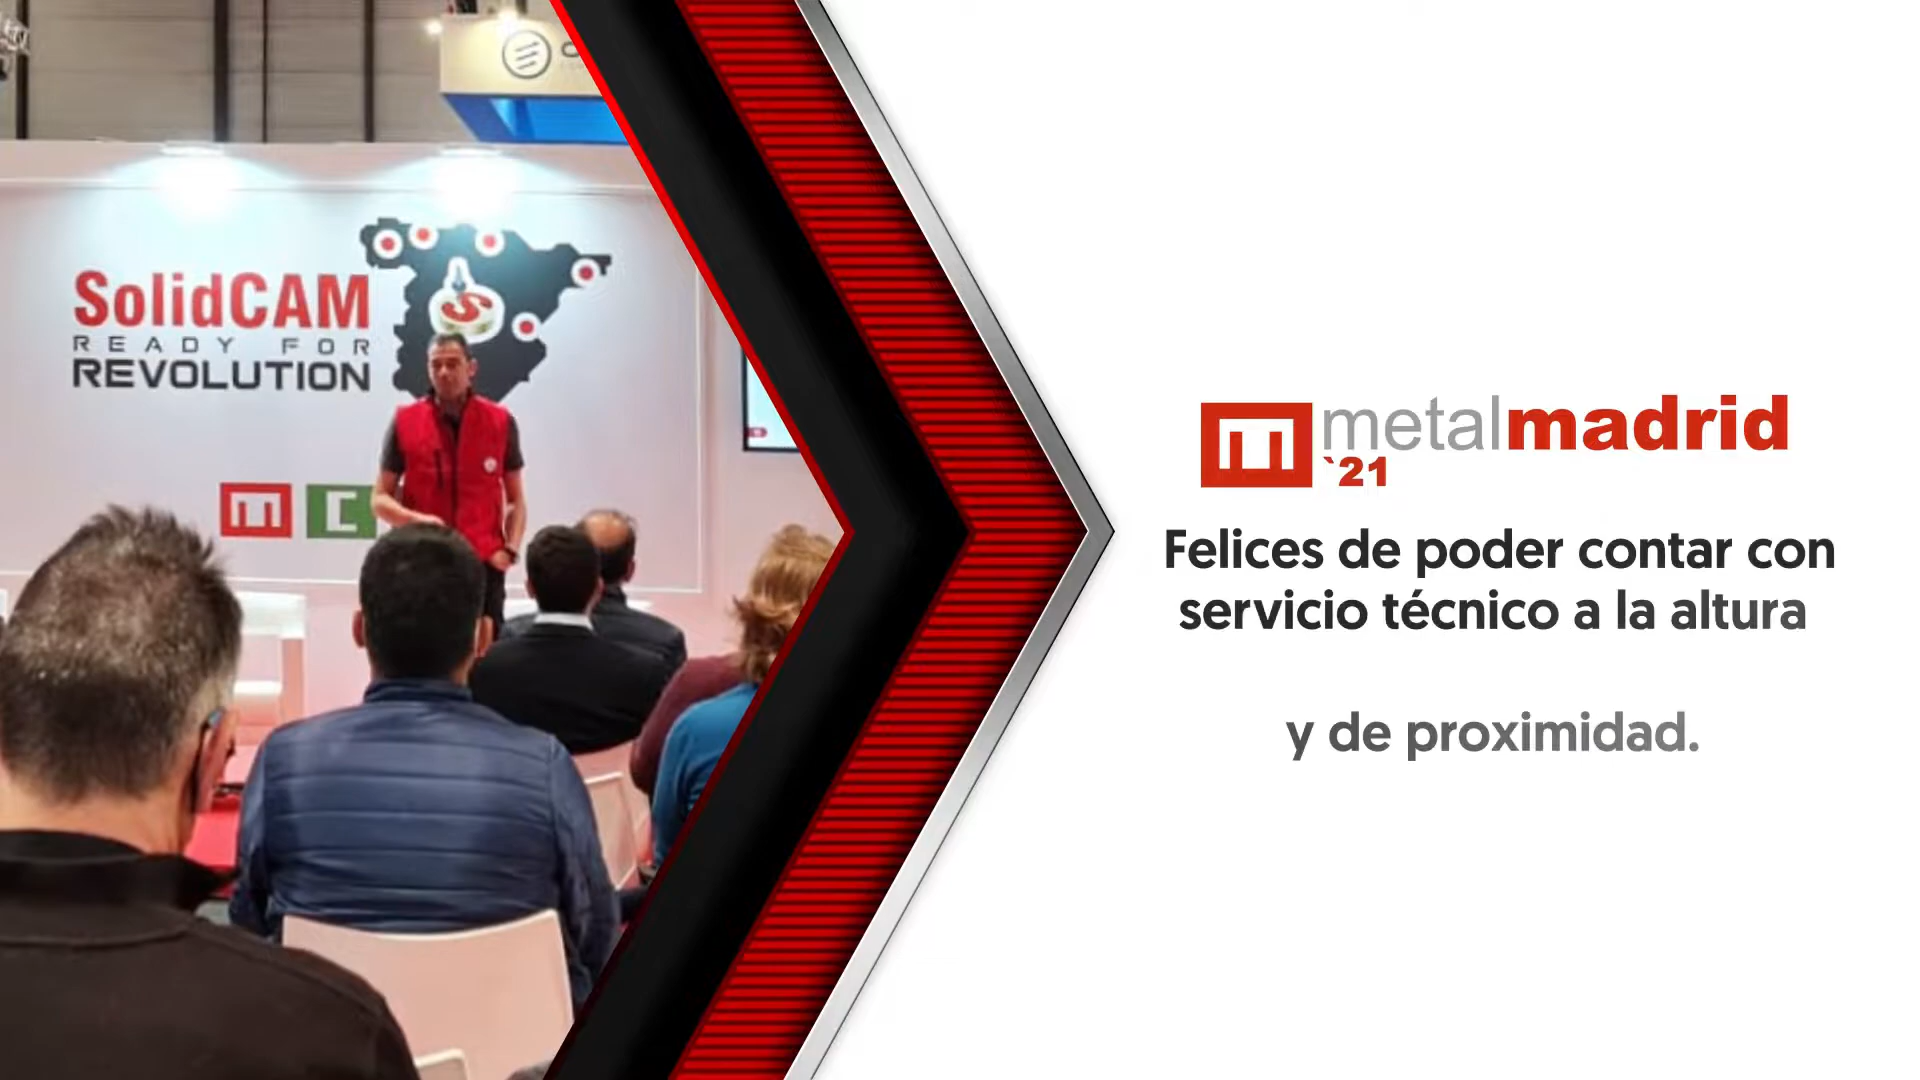 SolidCAM
READY FOR
REVOLUTION
metalmadrid
`21
Felices de poder contar con
servicio técnico a la altura
y de proximidad.